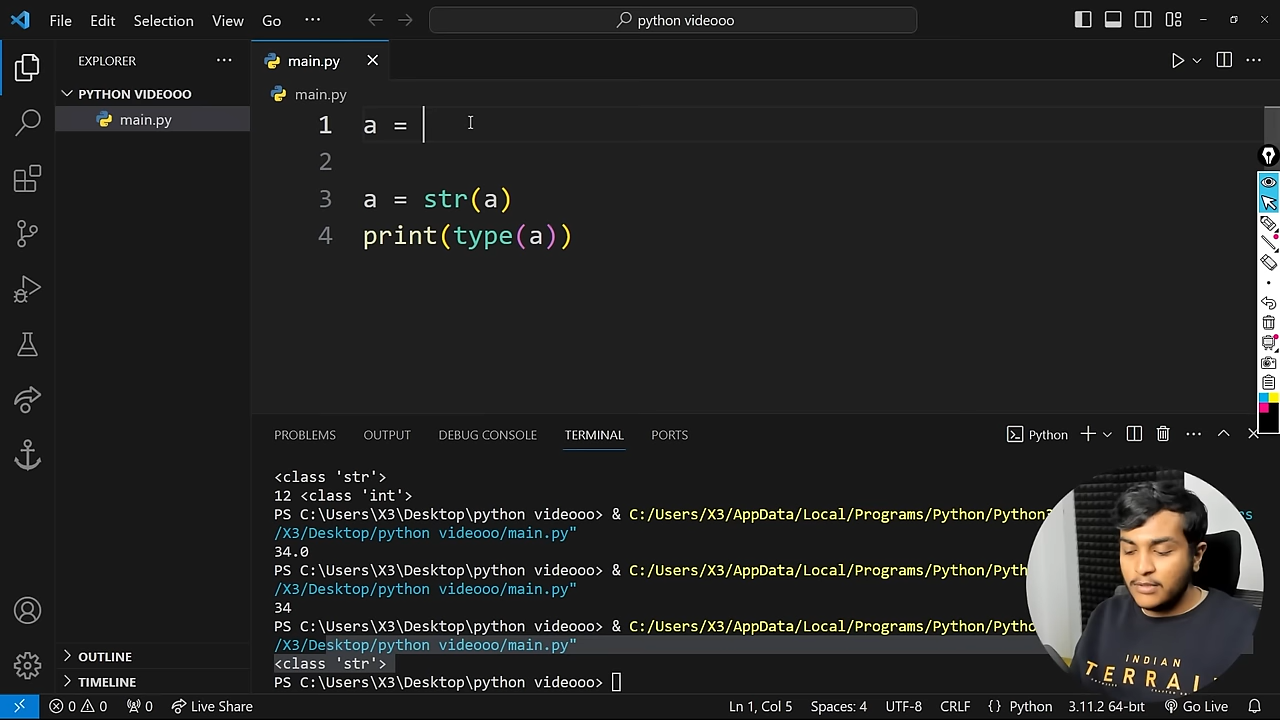 File Edit Selection View Go ··· python videooo
EXPLORER ··· main.py
PYTHON VIDEOOO main.py
main.py
1 a =
2
3 a = str(a)
4 print(type(a))
PROBLEMS OUTPUT DEBUG CONSOLE TERMINAL PORTS Python
<class 'str'>
12 <class 'int'>
PS C:\Users\X3\Desktop\python videooo> & C:/Users/X3/AppData/Local/Programs/Python/Python3
/X3/Desktop/python videooo/main.py"
34.0
PS C:\Users\X3\Desktop\python videooo> & C:/Users/X3/AppData/Local/Programs/Python/Pyth
/X3/Desktop/python videooo/main.py"
34
PS C:\Users\X3\Desktop\python videooo> & C:/Users/X3/AppData/Local/Programs/Python/Pytho
/X3/Desktop/python videooo/main.py"
<class 'str'>
PS C:\Users\X3\Desktop\python videooo>
INDIAN
TERRAI
OUTLINE
TIMELINE
0 0 0 Live Share Ln 1, Col 5 Spaces: 4 UTF-8 CRLF {} Python 3.11.2 64-bit Go Live